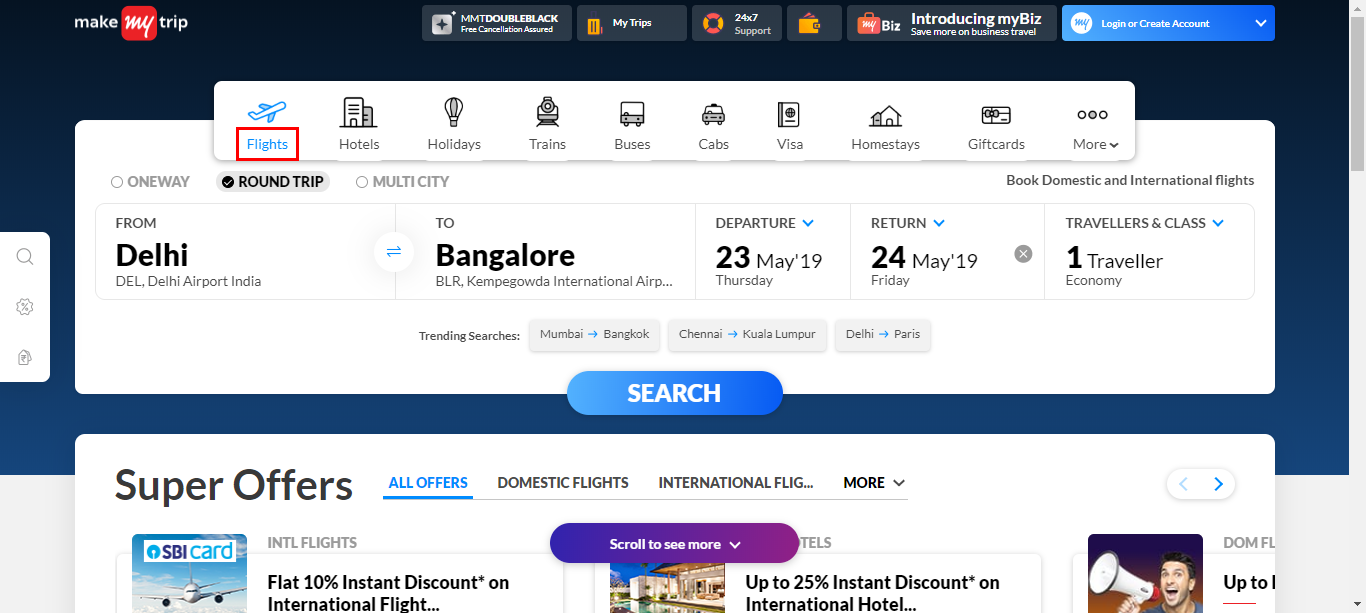 make my trip
MMTDOUBLEBLACK
Free Cancellation Assured
My Trips
24x7
Support
my Biz
Introducing myBiz
Save more on business travel
my
Login or Create Account
Flights
Hotels
Holidays
Trains
Buses
Cabs
Visa
Homestays
Giftcards
More
ONEWAY
ROUND TRIP
MULTI CITY
Book Domestic and International flights
FROM
Delhi
DEL, Delhi Airport India
TO
Bangalore
BLR, Kempegowda International Airp...
DEPARTURE
23 May'19
Thursday
RETURN
24 May'19
Friday
TRAVELLERS & CLASS
1 Traveller
Economy
Trending Searches:
Mumbai → Bangkok
Chennai → Kuala Lumpur
Delhi → Paris
SEARCH
Super Offers
ALL OFFERS
DOMESTIC FLIGHTS
INTERNATIONAL FLIG...
MORE
Scroll to see more
SBI card
INTL FLIGHTS
Flat 10% Instant Discount* on
International Flight...
TELS
Up to 25% Instant Discount* on
International Hotel...
DOM FL
Up to